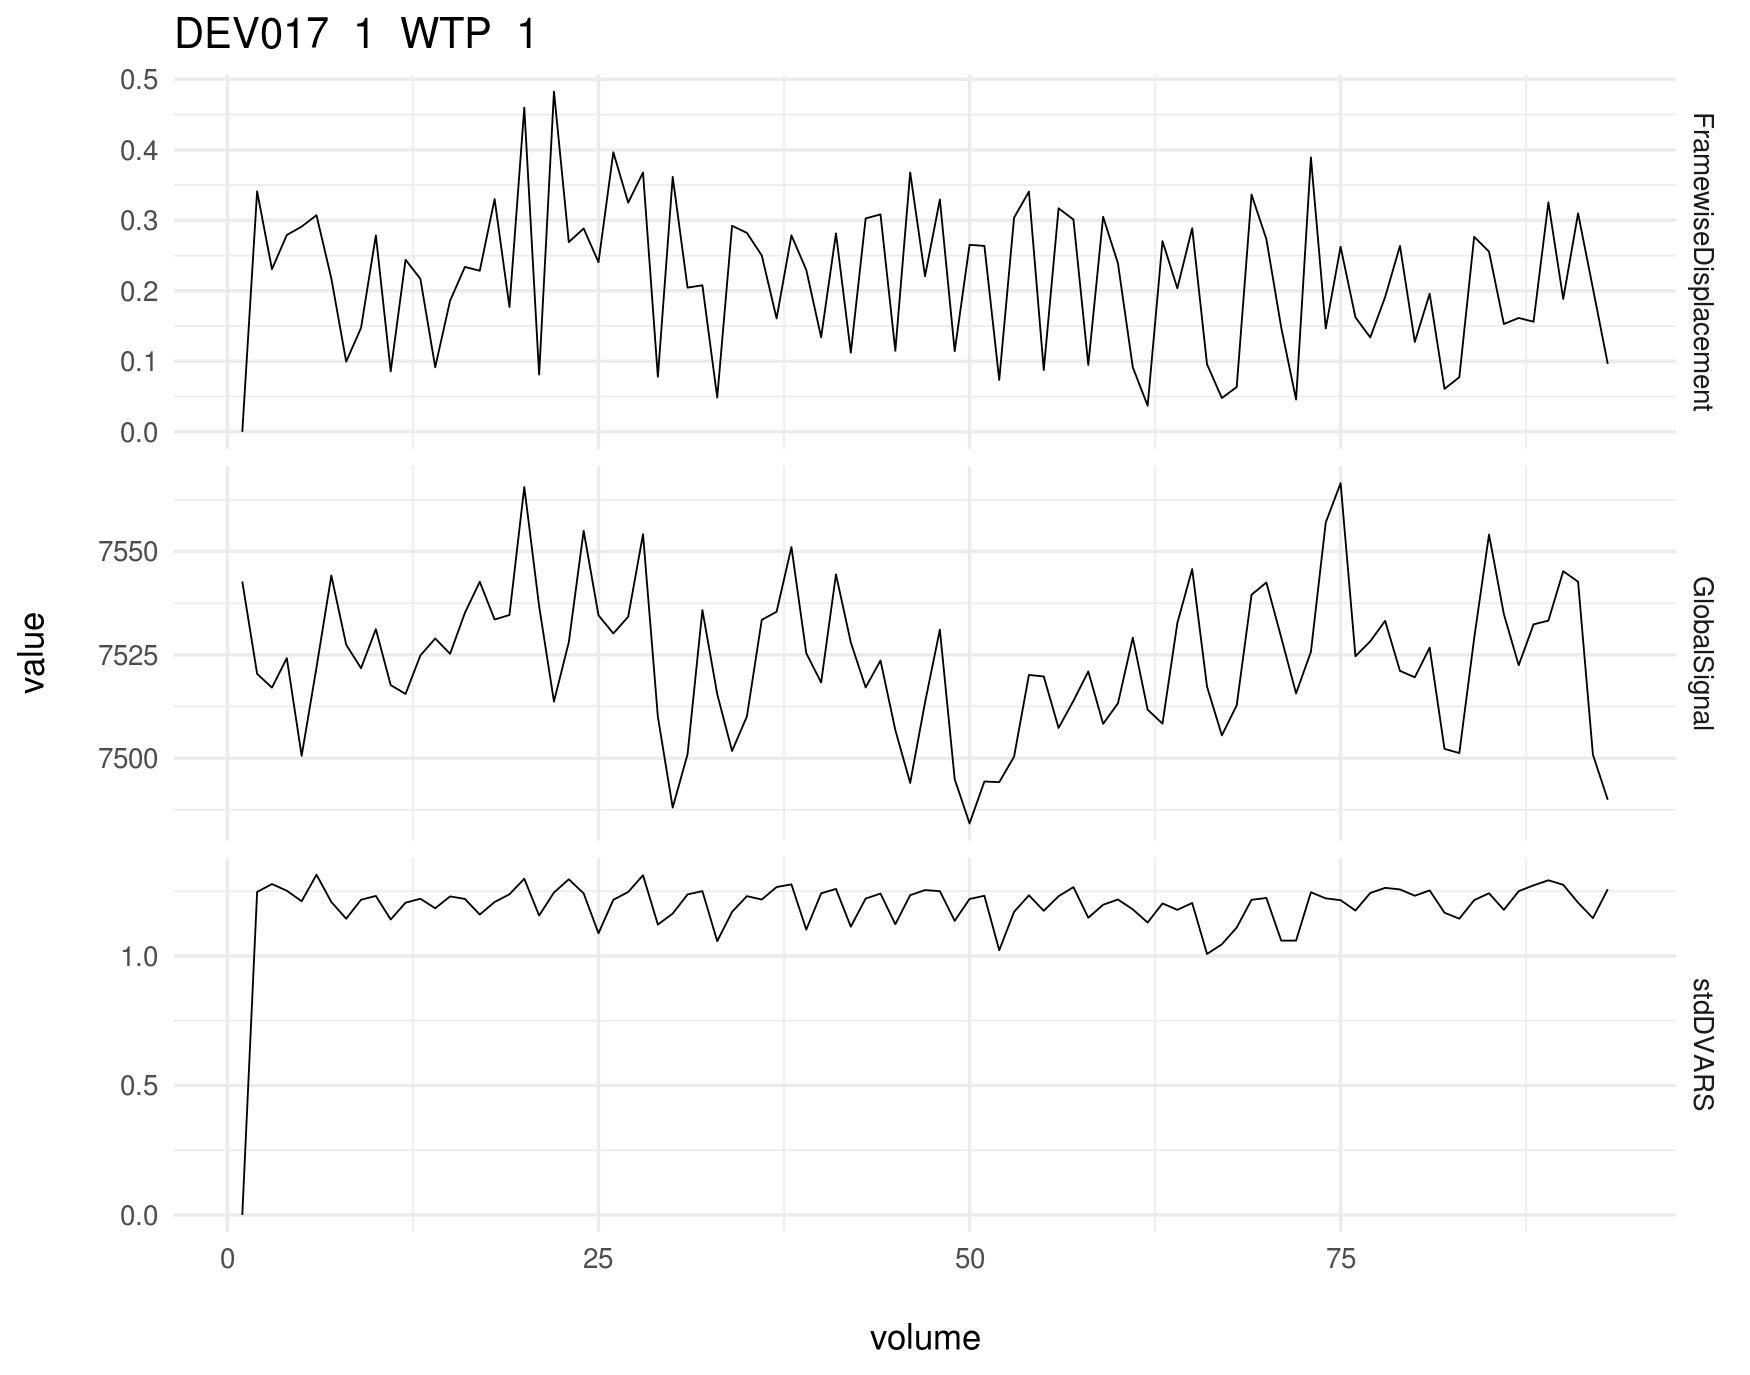 DEV017 1 WTP 1
0.5
0.4
0.3
0.2
0.1
0.0
FramewiseDisplacement
7550
7525
7500
GlobalSignal
value
1.0
0.5
0.0
stdDVARS
0 25 50 75
volume